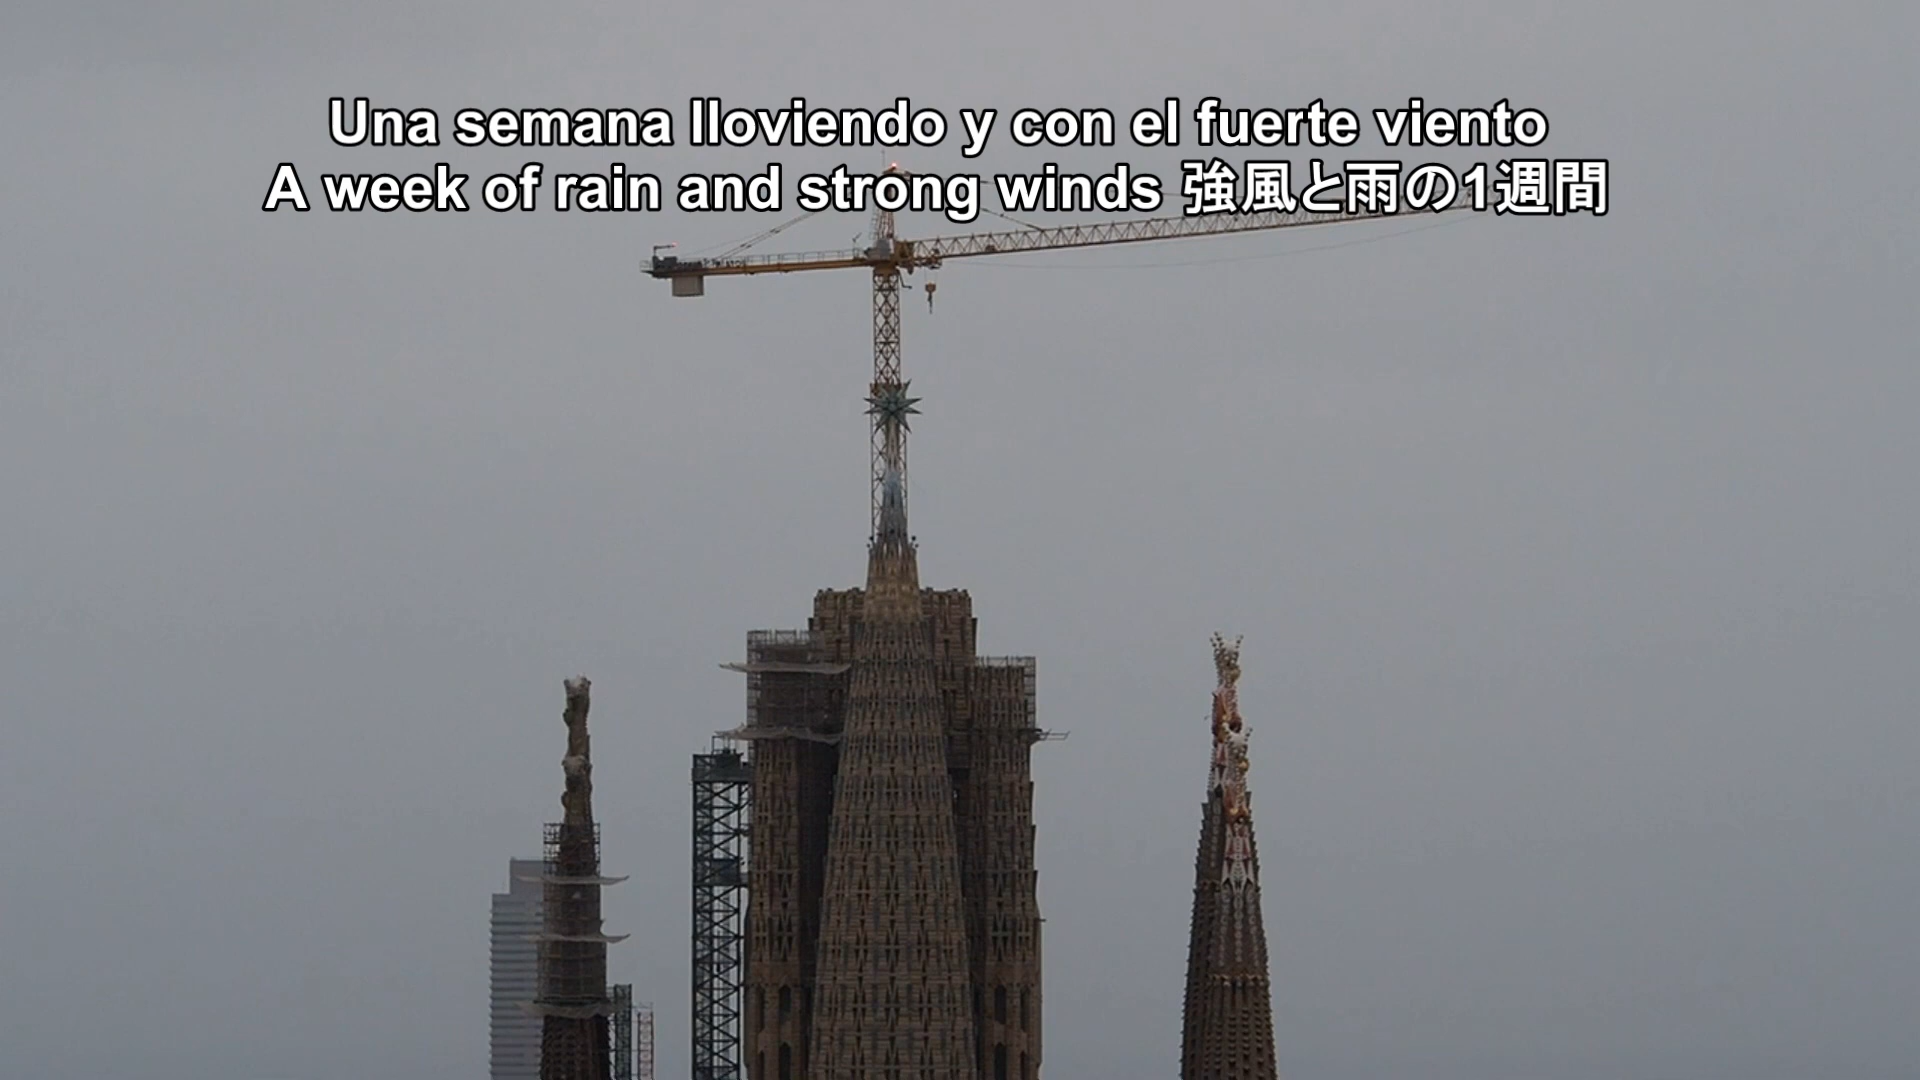 Una semana lloviendo y con el fuerte viento
A week of rain and strong winds 強風と雨の1週間